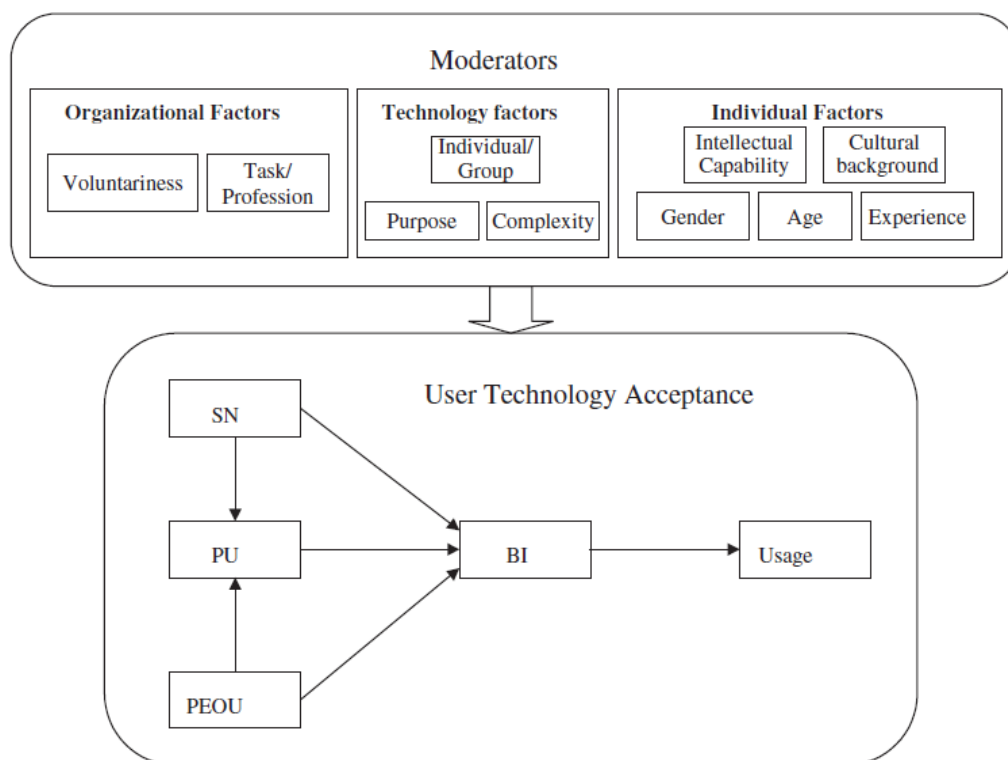 Moderators
Organizational Factors
Voluntariness
Task/
Profession
Technology factors
Individual/
Group
Purpose
Complexity
Individual Factors
Intellectual
Capability
Cultural
background
Gender
Age
Experience
User Technology Acceptance
SN
PU
BI
Usage
PEOU